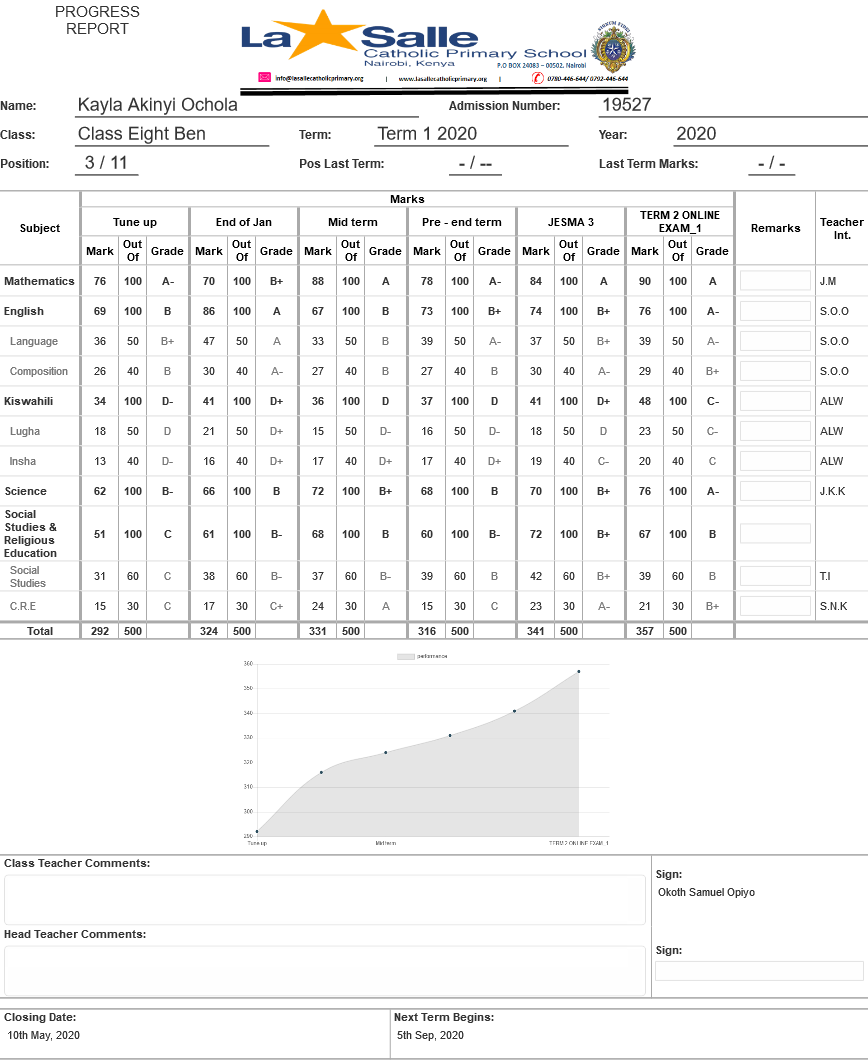 PROGRESS
REPORT
La Salle
Catholic Primary School
Nairobi, Kenya
P.O BOX 24083 – 00502, Nairobi
info@lasallecatholicprimary.org | www.lasallecatholicprimary.org | 0780-446-644/ 0792-446-644
Name: Kayla Akinyi Ochola Admission Number: 19527
Class: Class Eight Ben Term: Term 1 2020 Year: 2020
Position: 3 / 11 Pos Last Term: - / -- Last Term Marks: - / -
Marks
Subject Tune up End of Jan Mid term Pre - end term JESMA 3 TERM 2 ONLINE EXAM_1 Remarks Teacher Int.
Mark Out Of Grade Mark Out Of Grade Mark Out Of Grade Mark Out Of Grade Mark Out Of Grade Mark Out Of Grade
Mathematics 76 100 A- 70 100 B+ 88 100 A 78 100 A- 84 100 A 90 100 A J.M
English 69 100 B 86 100 A 67 100 B 73 100 B+ 74 100 B+ 76 100 A- S.O.O
Language 36 50 B+ 47 50 A 33 50 B 39 50 A- 37 50 B+ 39 50 A- S.O.O
Composition 26 40 B 30 40 A- 27 40 B 27 40 B 30 40 A- 29 40 B+ S.O.O
Kiswahili 34 100 D- 41 100 D+ 36 100 D 37 100 D 41 100 D+ 48 100 C- ALW
Lugha 18 50 D 21 50 D+ 15 50 D- 16 50 D- 18 50 D 23 50 C- ALW
Insha 13 40 D- 16 40 D+ 17 40 D+ 17 40 D+ 19 40 C- 20 40 C ALW
Science 62 100 B- 66 100 B 72 100 B+ 68 100 B 70 100 B+ 76 100 A- J.K.K
Social
Studies &
Religious
Education 51 100 C 61 100 B- 68 100 B 60 100 B- 72 100 B+ 67 100 B
Social
Studies 31 60 C 38 60 B- 37 60 B- 39 60 B 42 60 B+ 39 60 B T.I
C.R.E 15 30 C 17 30 C+ 24 30 A 15 30 C 23 30 A- 21 30 B+ S.N.K
Total 292 500 324 500 331 500 316 500 341 500 357 500
performance
360
350
340
330
320
310
300
290
Tune up Mid term TERM 2 ONLINE EXAM_1
Class Teacher Comments:
Sign:
Okoth Samuel Opiyo
Head Teacher Comments:
Sign:
Closing Date: Next Term Begins:
10th May, 2020 5th Sep, 2020